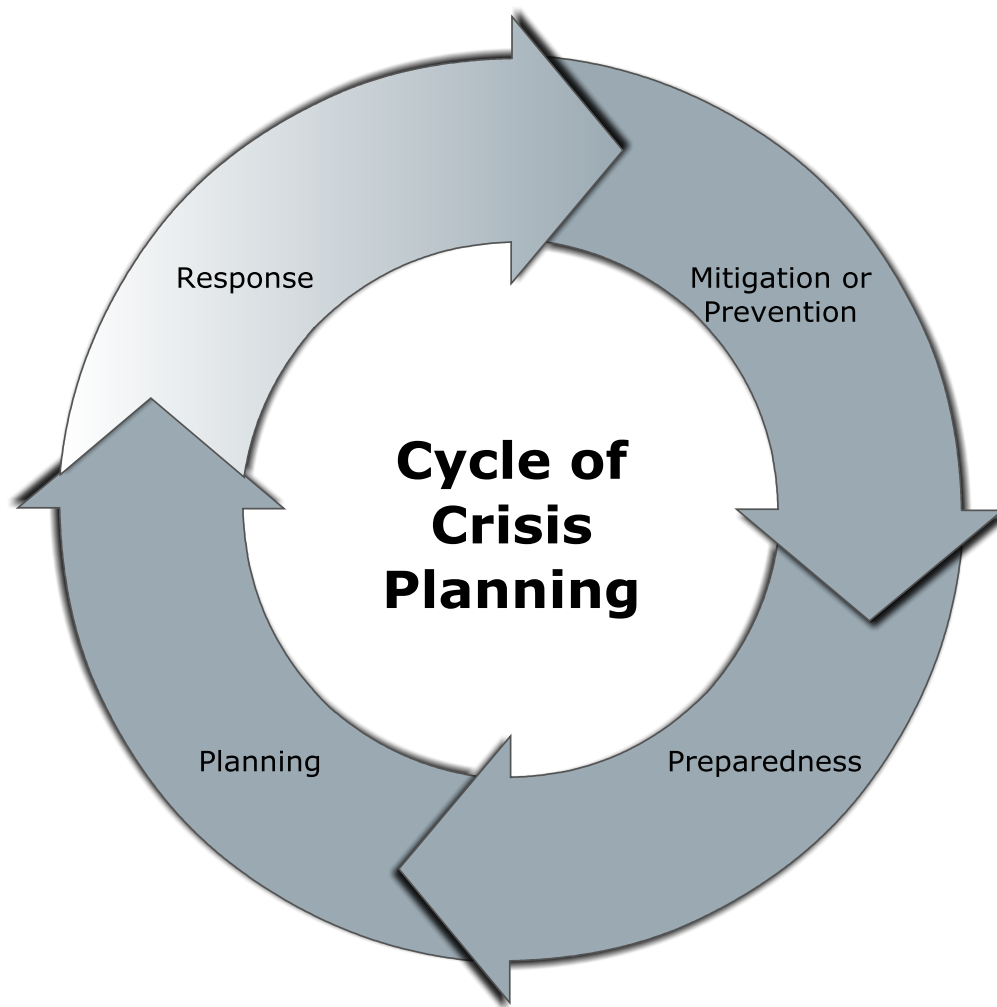 Response
Mitigation or
Prevention
Cycle of
Crisis
Planning
Planning
Preparedness